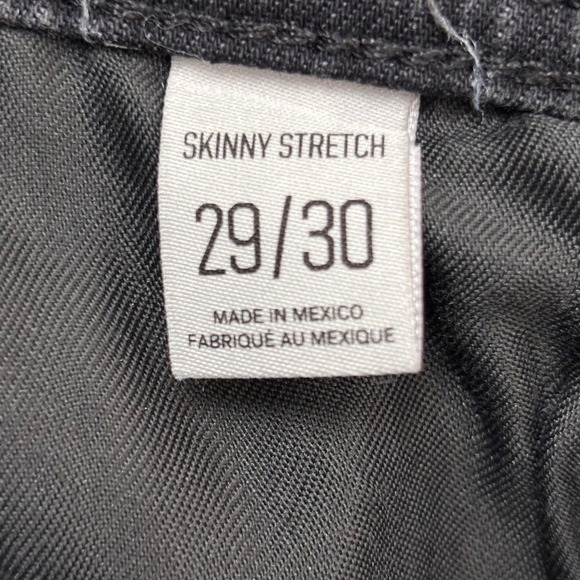 SKINNY STRETCH
29/30
MADE IN MEXICO
FABRIQUÉ AU MEXIQUE